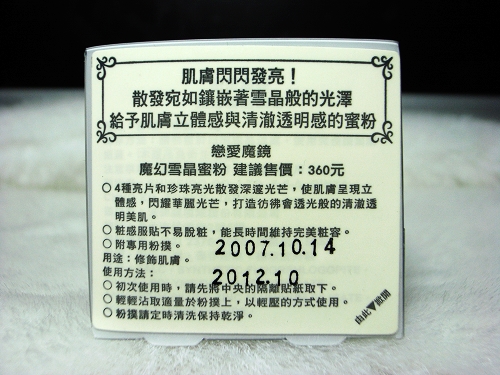 肌膚閃閃發亮！
散發宛如鑲嵌著雪晶般的光澤
給予肌膚立體感與清澈透明感的蜜粉
戀愛魔鏡
魔幻雪晶蜜粉 建議售價：360元
○4種亮片和珍珠亮光散發深邃光芒，使肌膚呈現立
體感，閃耀華麗光芒，打造彷彿會透光般的清澈透
明美肌。
○粧感服貼不易脫粧，能長時間維持完美粧容。
○附專用粉撲。
2007.10.14
用途：修飾肌膚。
使用方法：
2012.10
○初次使用時，請先將中央的隔離貼紙取下。
○輕輕沾取適量於粉撲上，以輕壓的方式使用。
○粉撲請定時清洗保持乾淨。
由此▼撕開